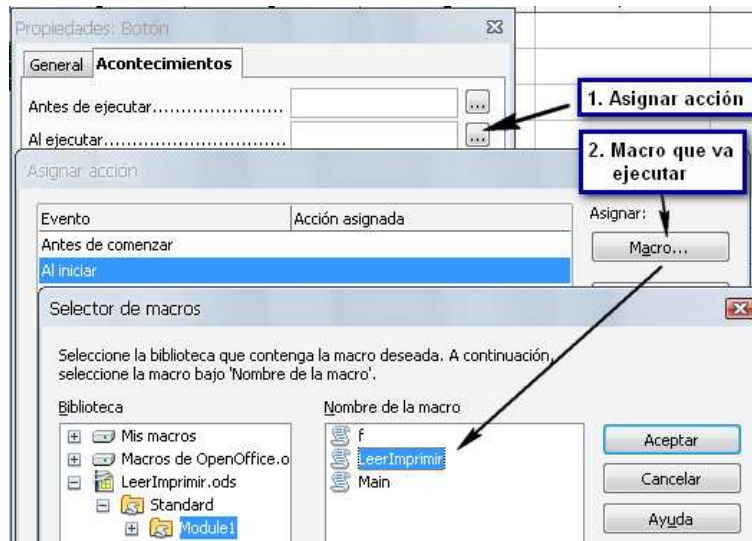 Propiedades: Botón
General Acontecimientos
Antes de ejecutar....................... ...
Al ejecutar................................ ...
1. Asignar acción
2. Macro que va
ejecutar
Asignar acción
Evento Acción asignada
Asignar:
Antes de comenzar
Macro...
Al iniciar
Selector de macros
Seleccione la biblioteca que contenga la macro deseada. A continuación,
seleccione la macro bajo 'Nombre de la macro'.
Biblioteca Nombre de la macro
Mis macros
Macros de OpenOffice.o
LeerImprimir.ods
Standard
Module1
f
LeerImprimir
Main
Aceptar
Cancelar
Ayuda